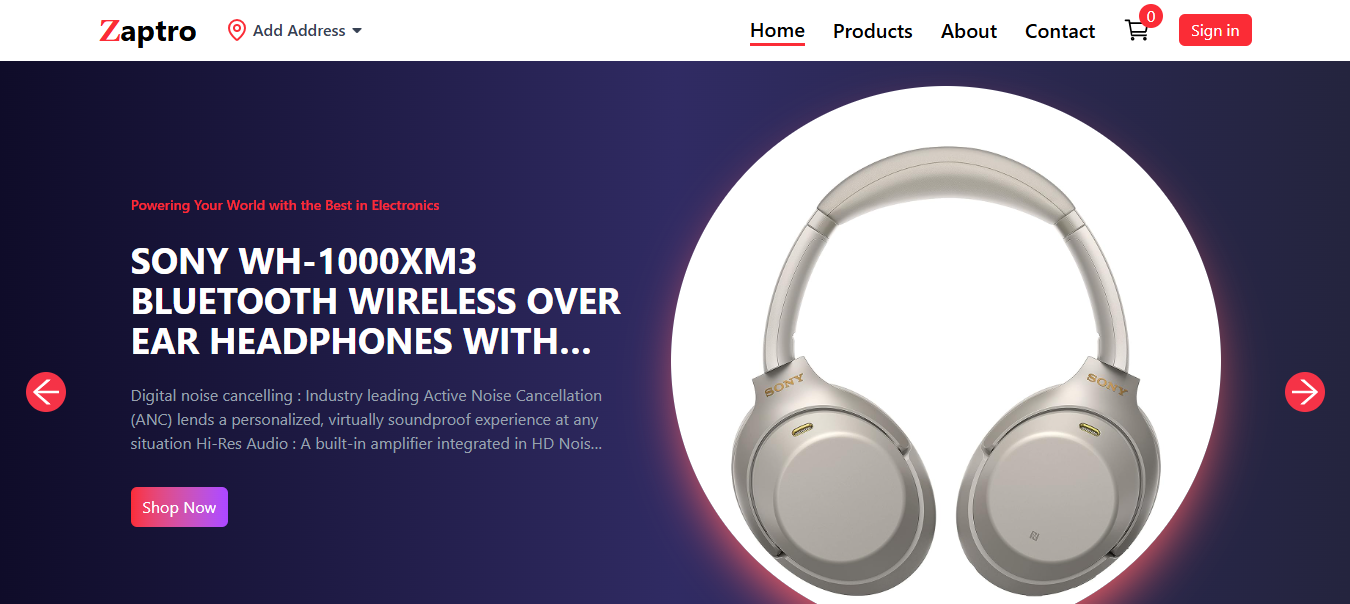 Zaptro
Add Address
Home
Products
About
Contact
0
Sign in
Powering Your World with the Best in Electronics
SONY WH-1000XM3
BLUETOOTH WIRELESS OVER
EAR HEADPHONES WITH...
Digital noise cancelling : Industry leading Active Noise Cancellation
(ANC) lends a personalized, virtually soundproof experience at any
situation Hi-Res Audio : A built-in amplifier integrated in HD Nois...
Shop Now
SONY
SONY